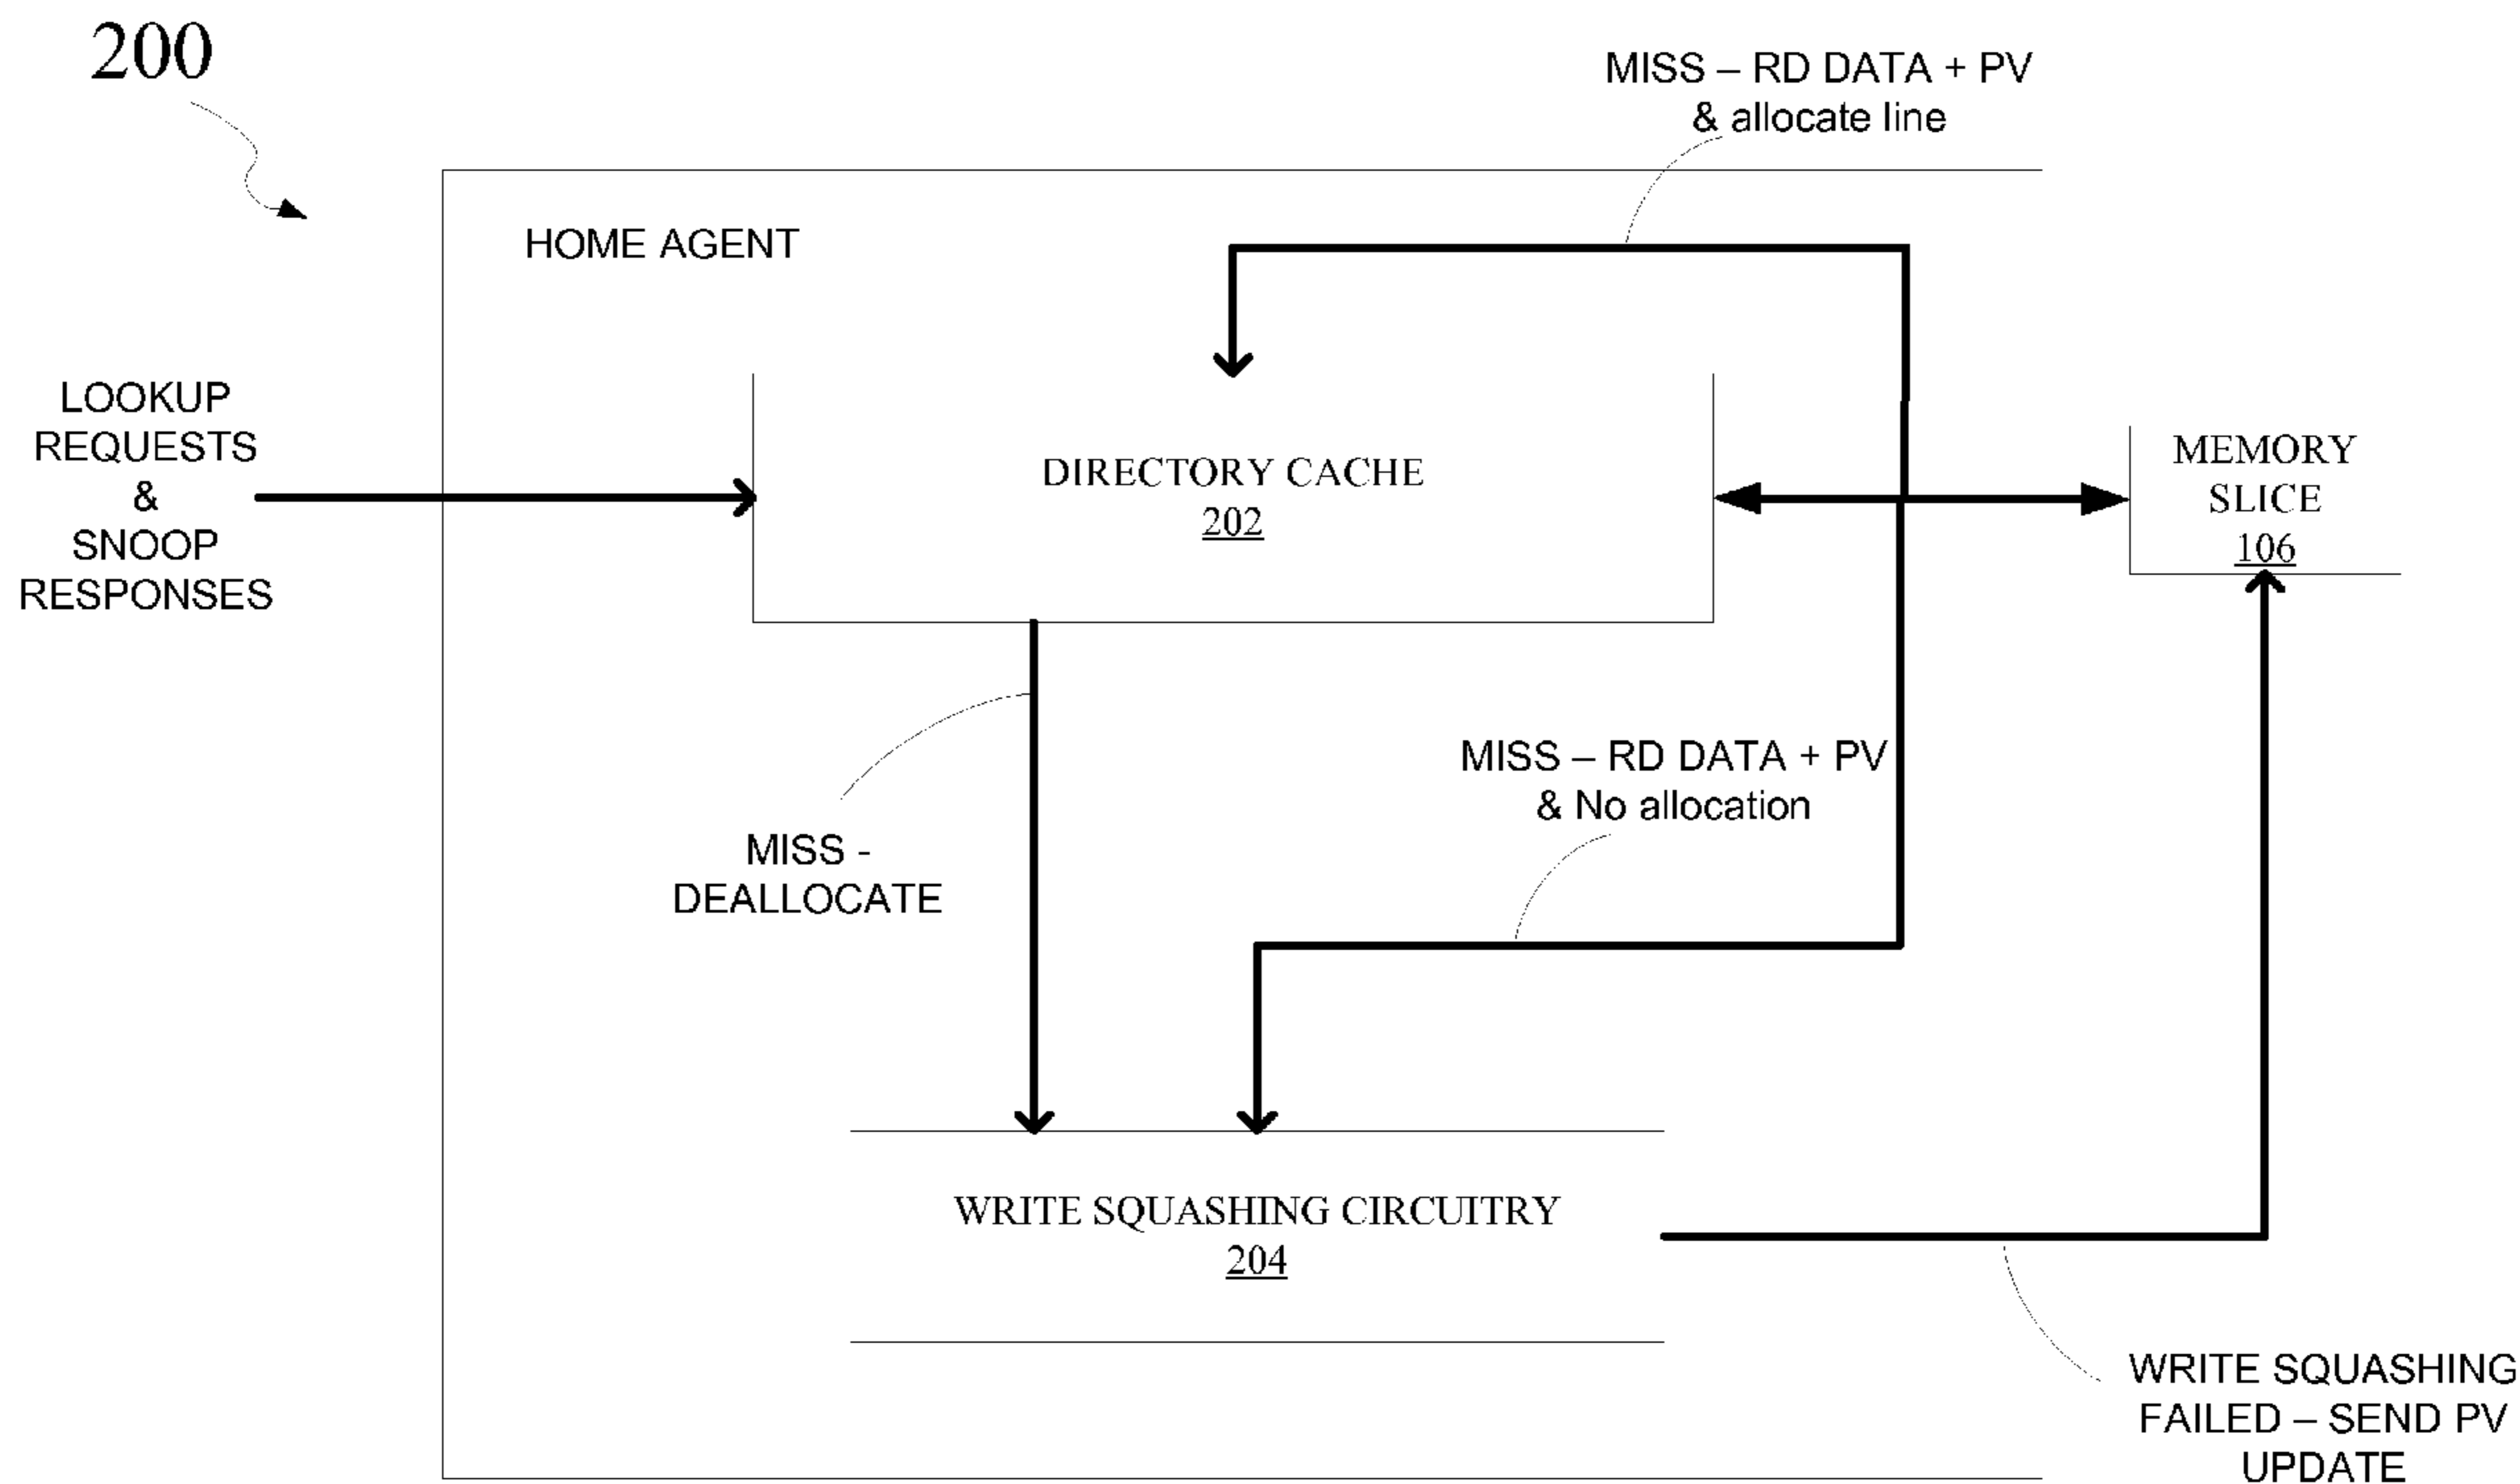 200
MISS – RD DATA + PV
& allocate line
HOME AGENT
LOOKUP
REQUESTS
&
SNOOP
RESPONSES
DIRECTORY CACHE
202
MEMORY
SLICE
106
MISS – RD DATA + PV
& No allocation
MISS -
DEALLOCATE
WRITE SQUASHING CIRCUITRY
204
WRITE SQUASHING
FAILED – SEND PV
UPDATE